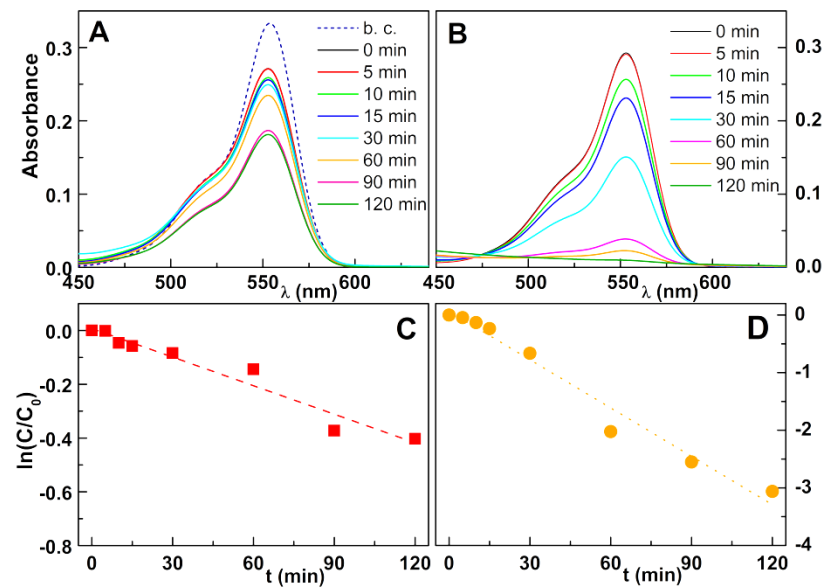 A
b. c.
0 min
5 min
10 min
15 min
30 min
60 min
90 min
120 min
Absorbance
0.3
0.2
0.1
0.0
450
500
550
600
λ (nm)
B
0 min
5 min
10 min
15 min
30 min
60 min
90 min
120 min
0.3
0.2
0.1
0.0
450
500
550
600
λ (nm)
C
ln(C/C0)
0.0
-0.2
-0.4
-0.6
-0.8
0
30
60
90
120
t (min)
D
0
-1
-2
-3
-4
0
30
60
90
120
t (min)